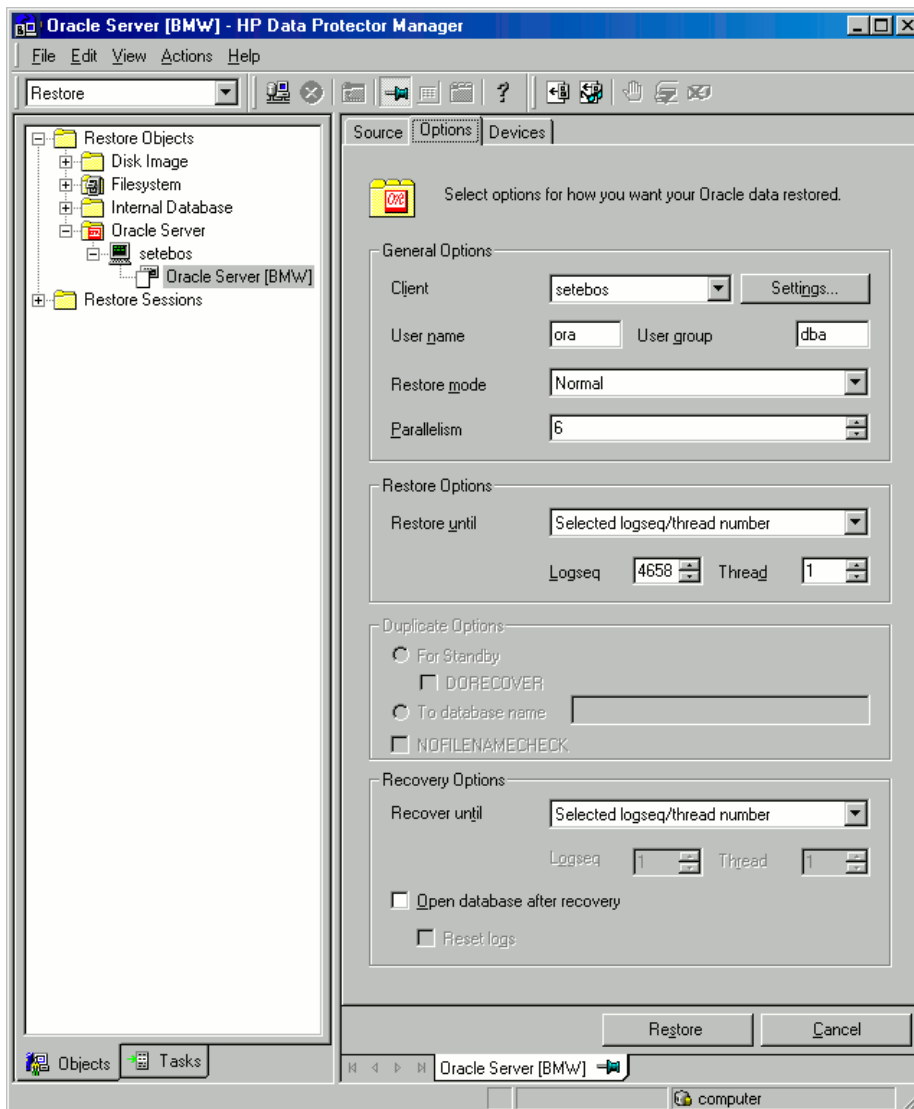 Oracle Server [BMW] - HP Data Protector Manager
File Edit View Actions Help
Restore
Restore Objects
Disk Image
Filesystem
Internal Database
Oracle Server
setebos
Oracle Server [BMW]
Restore Sessions
Objects Tasks
Source Options Devices
Select options for how you want your Oracle data restored.
General Options
Client setebos Settings...
User name ora User group dba
Restore mode Normal
Parallelism 6
Restore Options
Restore until Selected logseq/thread number
Logseq 4658 Thread 1
Duplicate Options
For Standby
DORECOVER
To database name
NOFILENAMECHECK
Recovery Options
Recover until Selected logseq/thread number
Logseq 1 Thread 1
Open database after recovery
Reset logs
Restore Cancel
Oracle Server [BMW]
computer